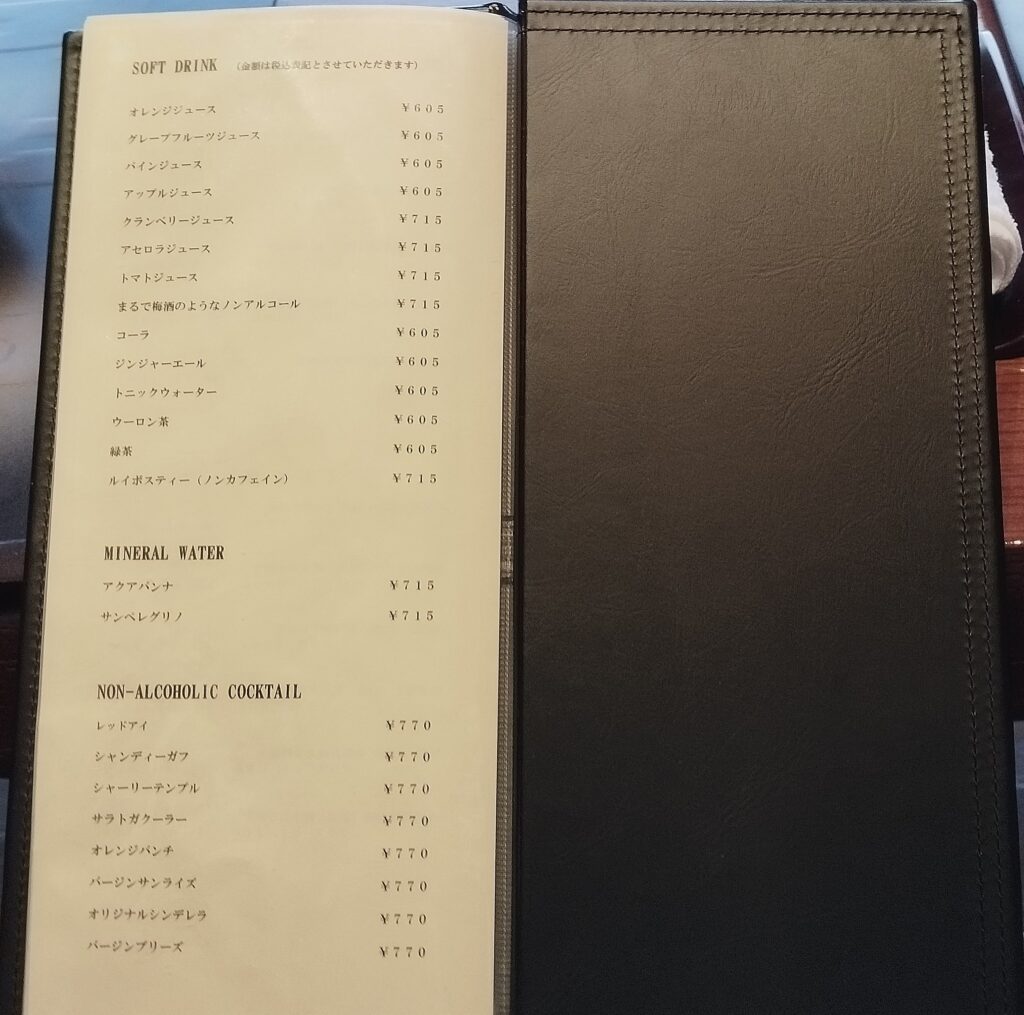 SOFT DRINK （金額は税込表記とさせていただきます）
オレンジジュース ￥６０５
グレープフルーツジュース ￥６０５
パインジュース ￥６０５
アップルジュース ￥６０５
クランベリージュース ￥７１５
アセロラジュース ￥７１５
トマトジュース ￥７１５
まるで梅酒のようなノンアルコール ￥７１５
コーラ ￥６０５
ジンジャーエール ￥６０５
トニックウォーター ￥６０５
ウーロン茶 ￥６０５
緑茶 ￥６０５
ルイボスティー（ノンカフェイン） ￥７１５
MINERAL WATER
アクアパンナ ￥７１５
サンペレグリノ ￥７１５
NON-ALCOHOLIC COCKTAIL
レッドアイ ￥７７０
シャンディーガフ ￥７７０
シャーリーテンプル ￥７７０
サラトガクーラー ￥７７０
オレンジパンチ ￥７７０
バージンサンライズ ￥７７０
オリジナルシンデレラ ￥７７０
バージンブリーズ ￥７７０